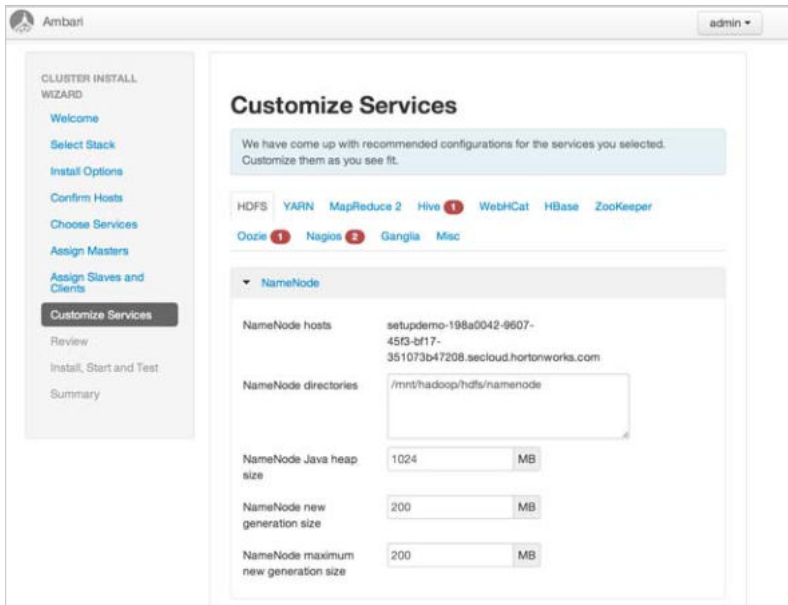 Ambari
admin
CLUSTER INSTALL
WIZARD
Welcome
Select Stack
Install Options
Confirm Hosts
Choose Services
Assign Masters
Assign Slaves and
Clients
Customize Services
Review
Install, Start and Test
Summary
Customize Services
We have come up with recommended configurations for the services you selected.
Customize them as you see fit.
HDFS YARN MapReduce 2 Hive 1 WebHCat HBase ZooKeeper
Oozie 1 Nagios 2 Ganglia Misc
NameNode
NameNode hosts
setupdemo-198a0042-9607-
45f3-bf17-
351073b47208.secloud.hortonworks.com
NameNode directories
/mnt/hadoop/hdfs/namenode
NameNode Java heap
size
1024 MB
NameNode new
generation size
200 MB
NameNode maximum
new generation size
200 MB